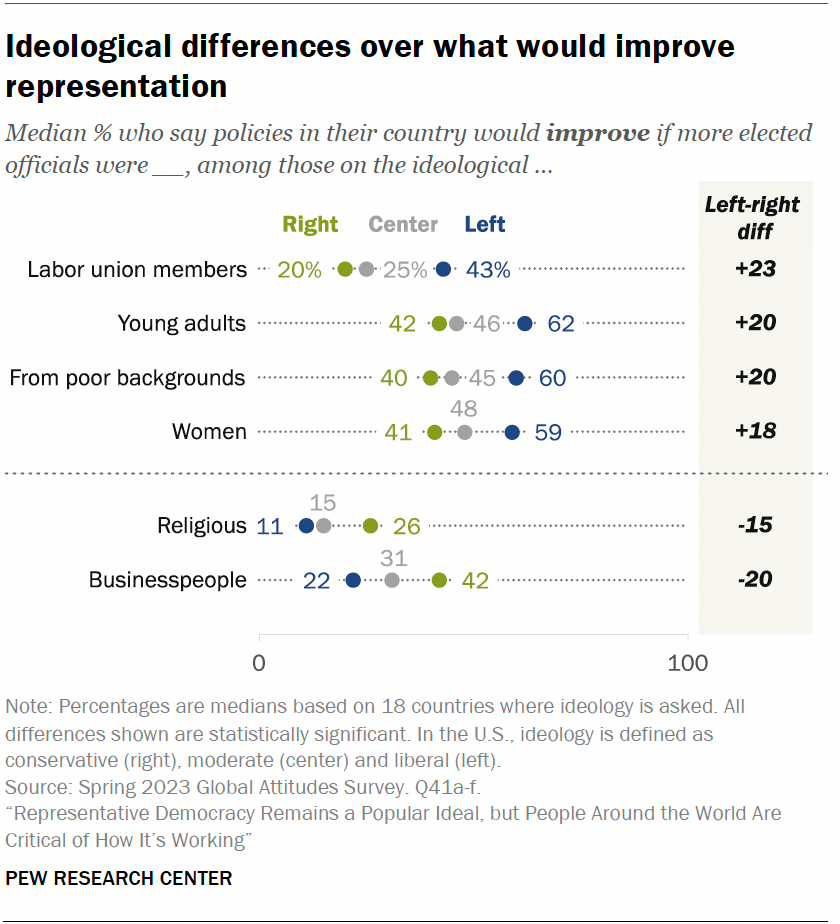 Ideological differences over what would improve
representation
Median % who say policies in their country would improve if more elected
officials were __, among those on the ideological ...
Left-right
diff
Right Center Left
Labor union members 20% 25% 43% +23
Young adults 42 46 62 +20
From poor backgrounds 40 45 60 +20
48
Women 41 59 +18
15
Religious 11 26 -15
31
Businesspeople 22 42 -20
0 100
Note: Percentages are medians based on 18 countries where ideology is asked. All
differences shown are statistically significant. In the U.S., ideology is defined as
conservative (right), moderate (center) and liberal (left).
Source: Spring 2023 Global Attitudes Survey. Q41a-f.
“Representative Democracy Remains a Popular Ideal, but People Around the World Are
Critical of How It’s Working”
PEW RESEARCH CENTER